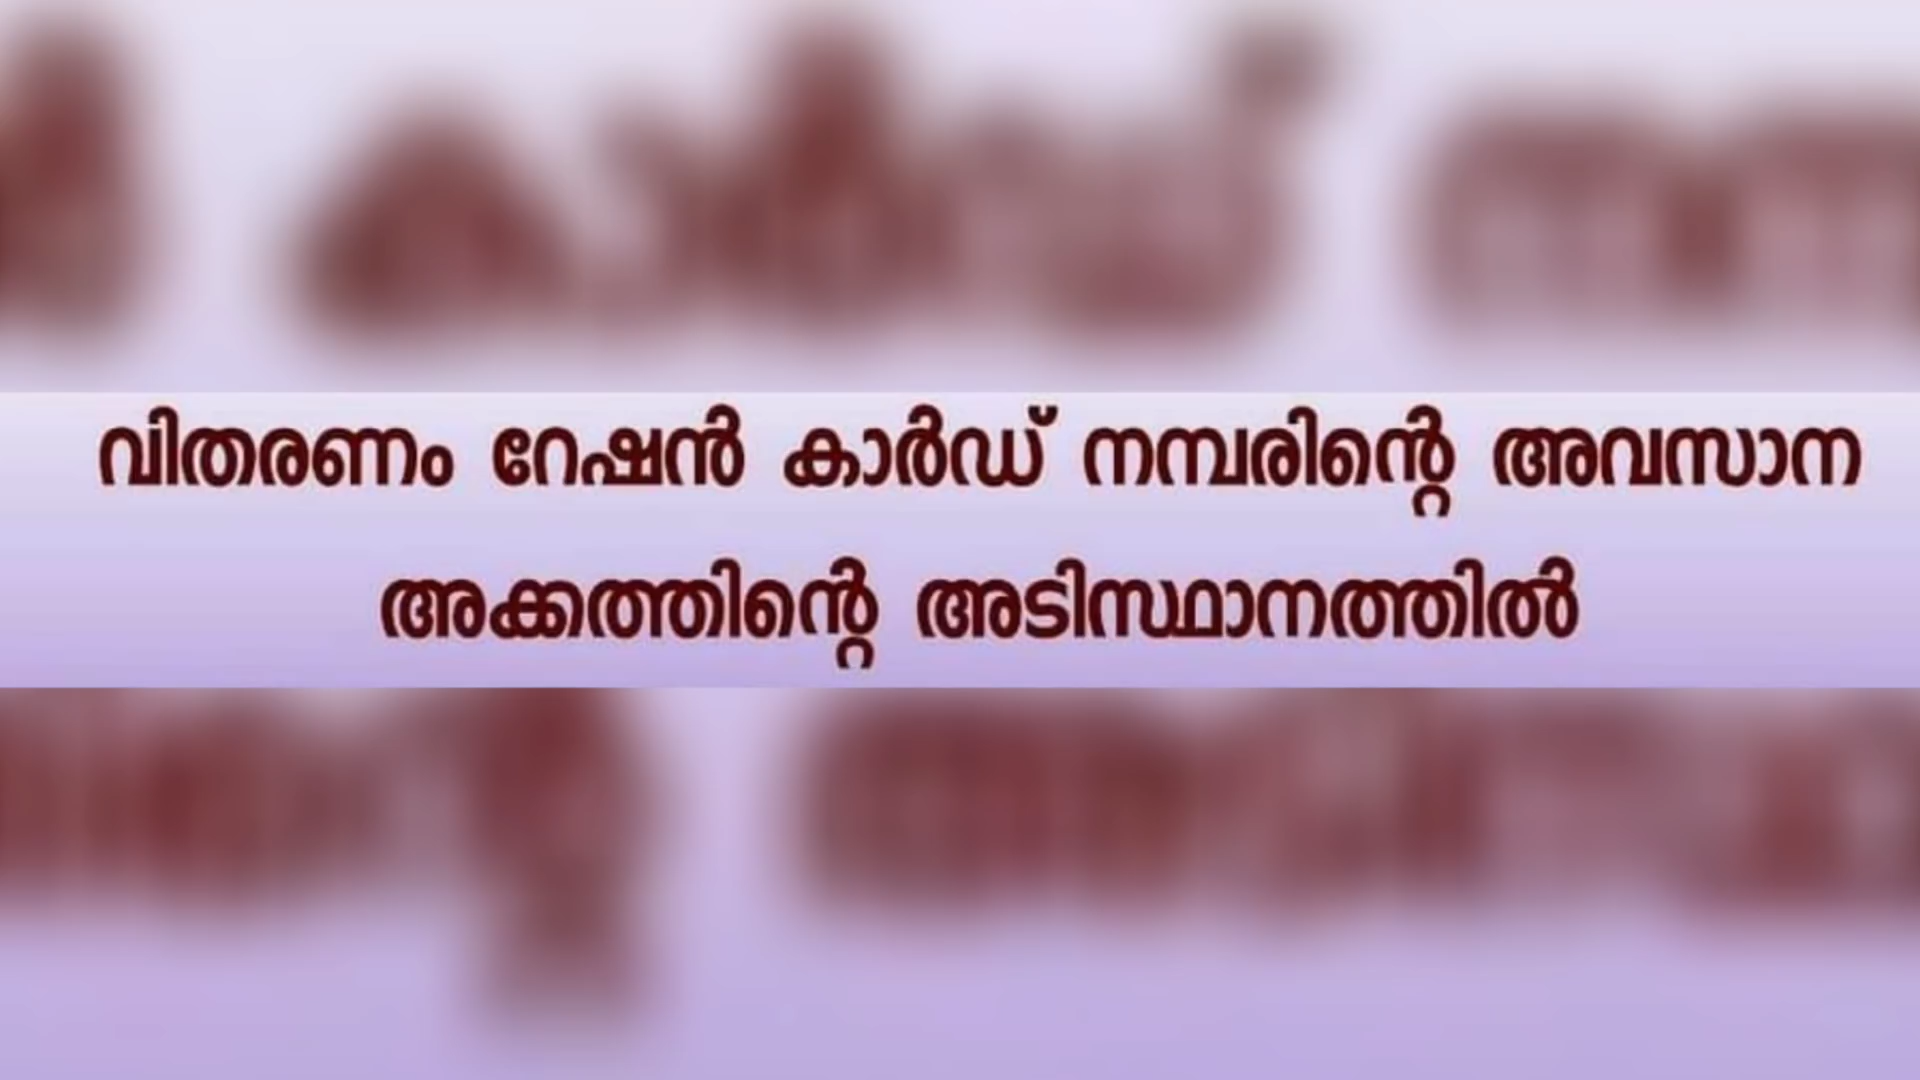 വിതരണം റേഷൻ കാർഡ് നമ്പരിന്റെ അവസാന
അക്കത്തിന്റെ അടിസ്ഥാനത്തിൽ